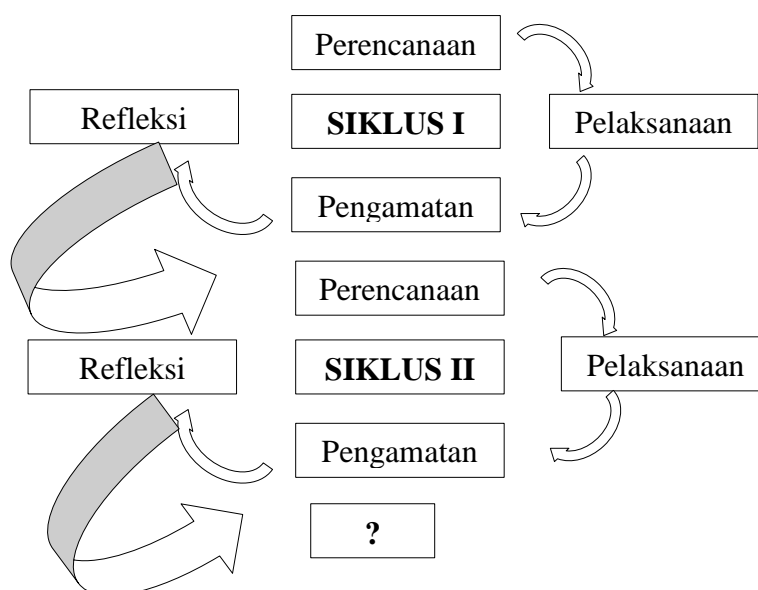 Perencanaan
Refleksi
SIKLUS I
Pelaksanaan
Pengamatan
Perencanaan
Refleksi
SIKLUS II
Pelaksanaan
Pengamatan
?